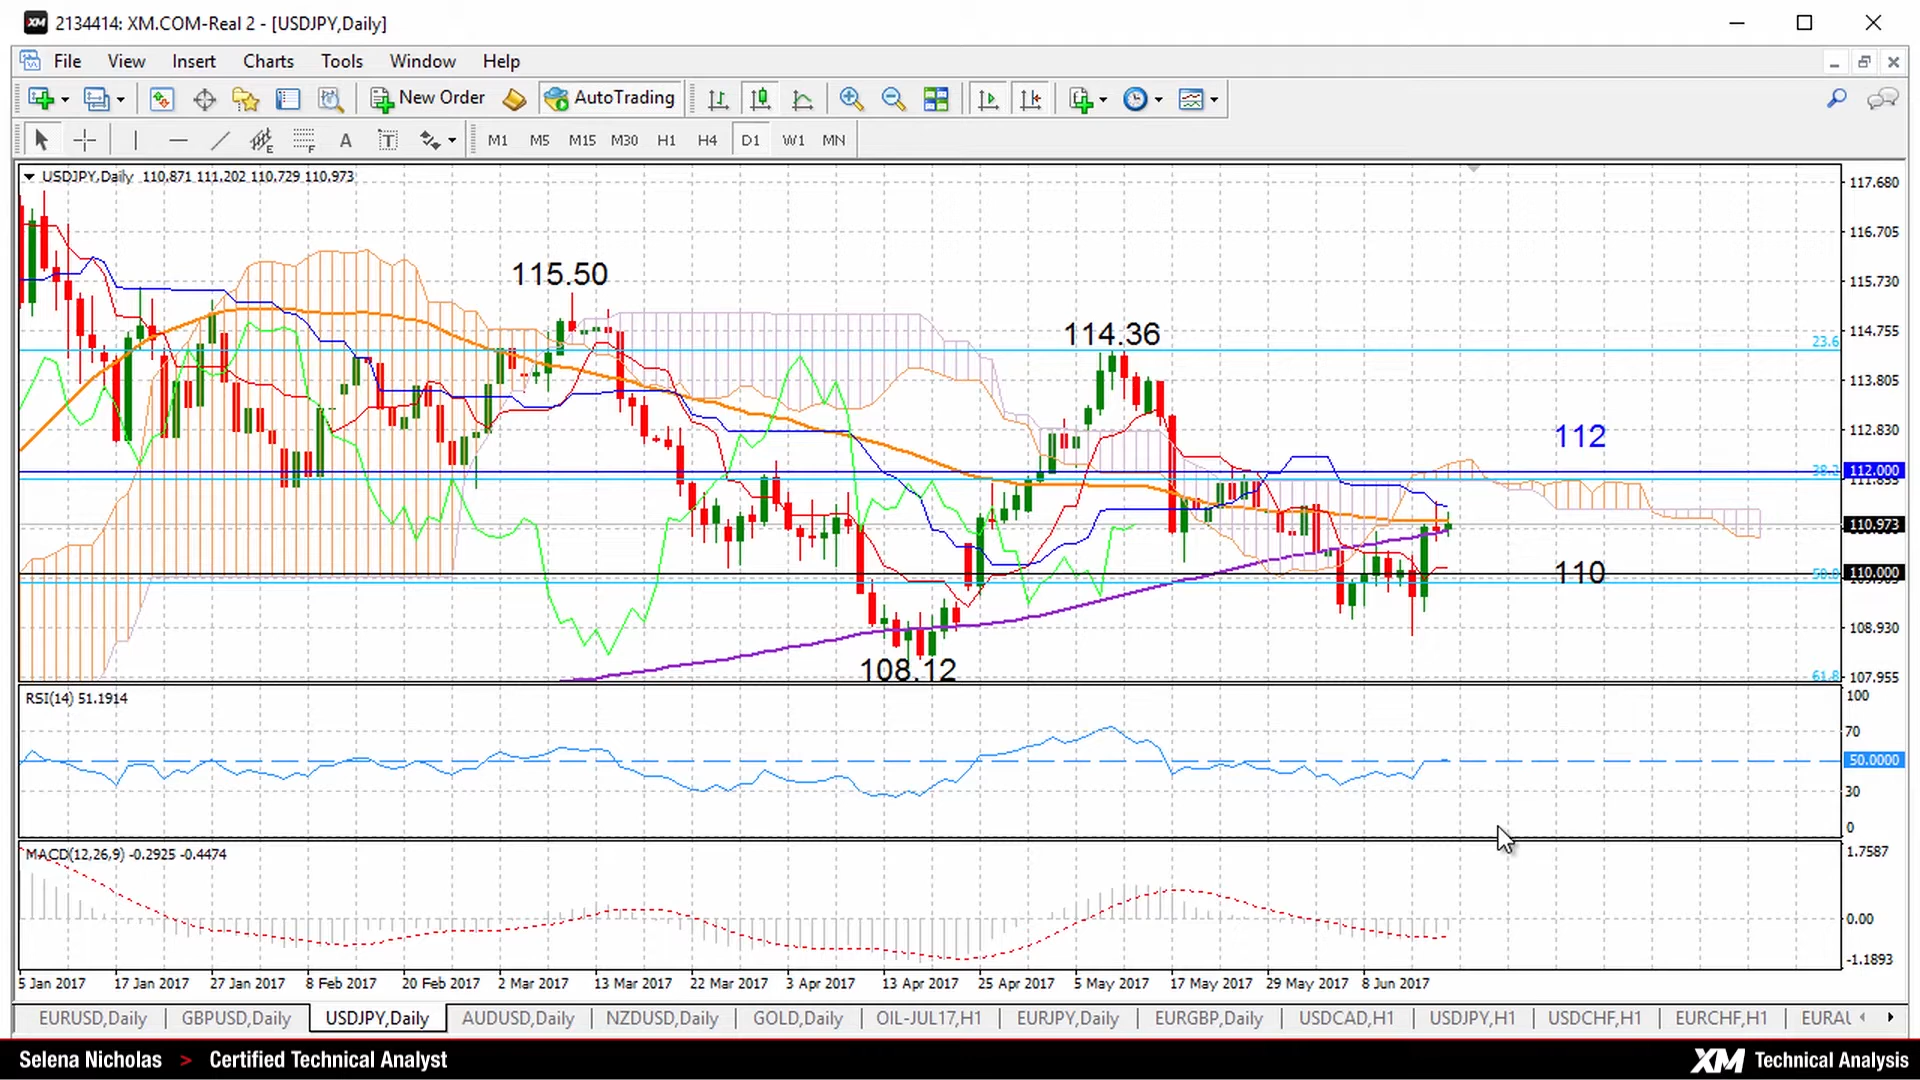 XM 2134414: XM.COM-Real 2 - [USDJPY,Daily]
File View Insert Charts Tools Window Help
New Order AutoTrading
E F A T M1 M5 M15 M30 H1 H4 D1 W1 MN
USDJPY,Daily 110.871 111.202 110.729 110.973
117.680
116.705
115.50
115.730
114.755
114.36
23.6
113.805
112.830
112
112.000
110.973
110
110.000
108.930
108.12
61.8
107.955
RSI(14) 51.1914
100
70
50.0000
30
0
MACD(12,26,9) -0.2925 -0.4474
1.7587
0.00
-1.1893
5 Jan 2017 17 Jan 2017 27 Jan 2017 8 Feb 2017 20 Feb 2017 2 Mar 2017 13 Mar 2017 22 Mar 2017 3 Apr 2017 13 Apr 2017 25 Apr 2017 5 May 2017 17 May 2017 29 May 2017 8 Jun 2017
EURUSD,Daily GBPUSD,Daily USDJPY,Daily AUDUSD,Daily NZDUSD,Daily GOLD,Daily OIL-JUL17,H1 EURJPY,Daily EURGBP,Daily USDCAD,H1 USDJPY,H1 USDCHF,H1 EURCHF,H1
Selena Nicholas > Certified Technical Analyst
XM Technical Analysis